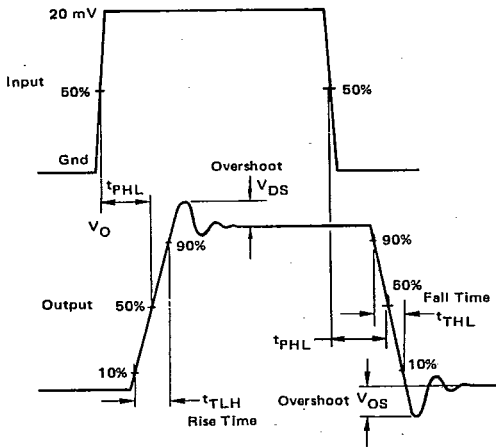 20 mV
Input
50%
50%
Gnd
Overshoot
tPHL
VDS
VO
90%
90%
Output
50%
50%
Fall Time
tTHL
tPHL
10%
10%
tTLH
Rise Time
Overshoot
VOS